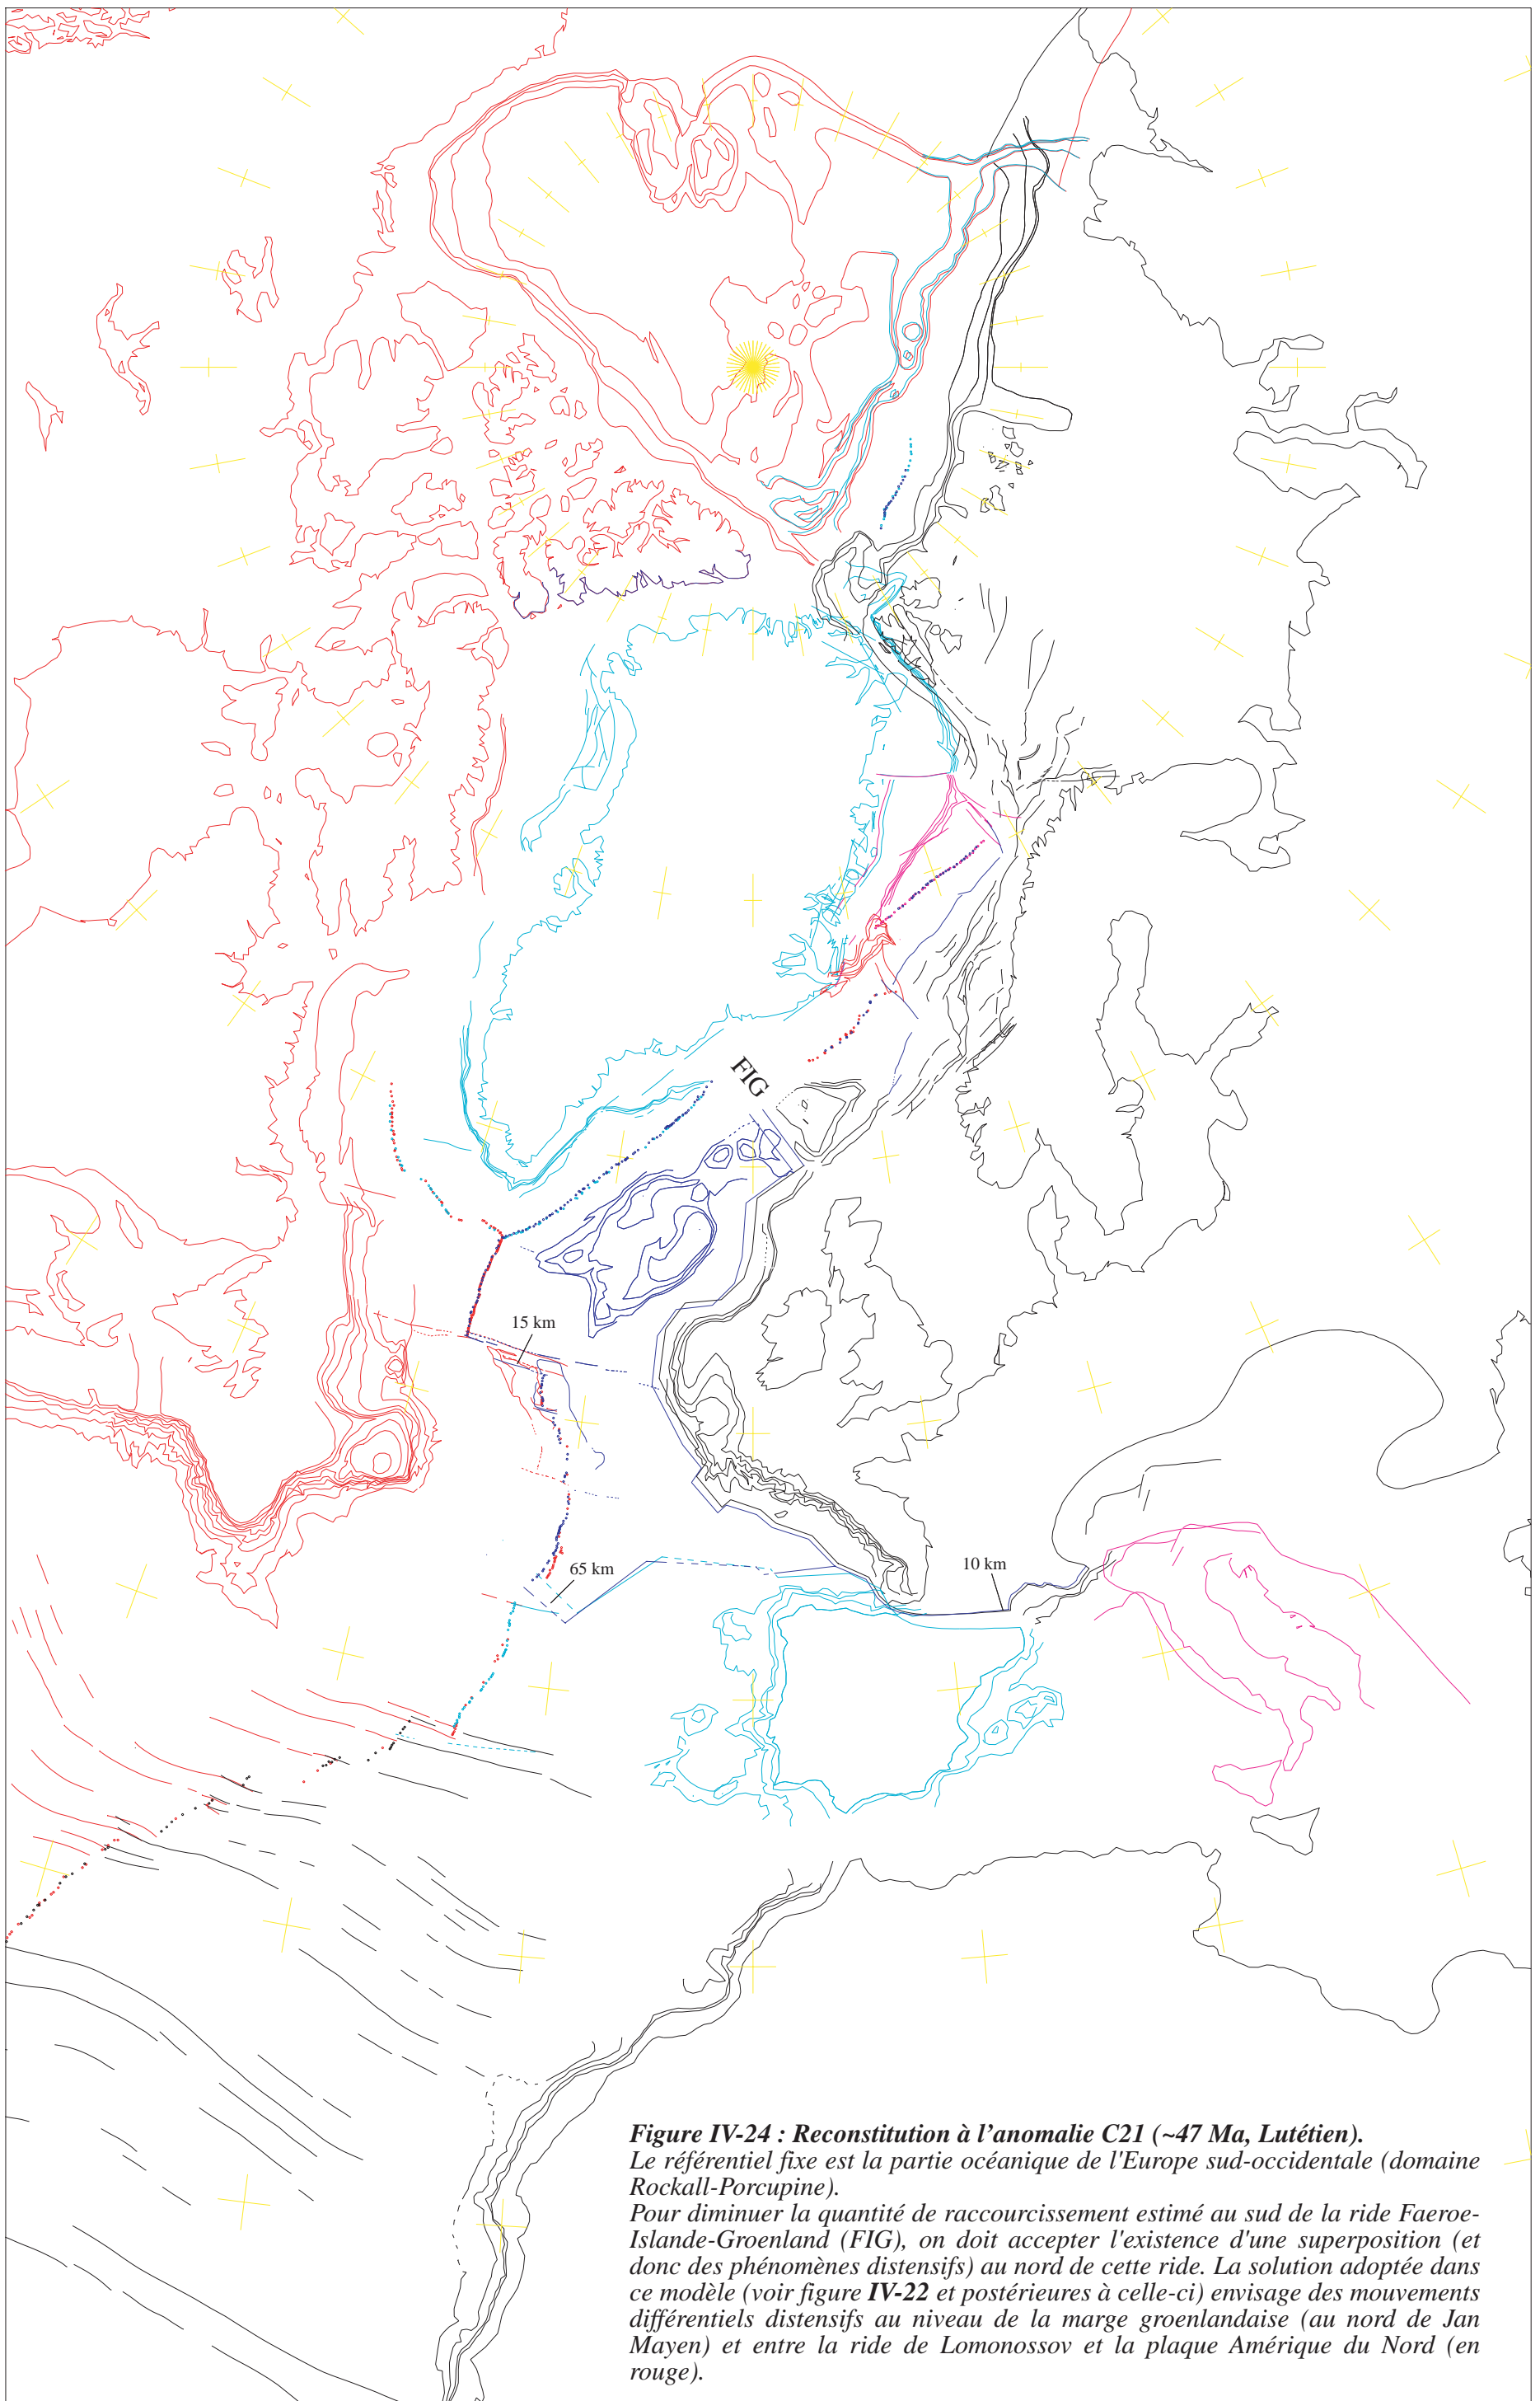 FIG
15 km
65 km
10 km
Figure IV-24 : Reconstitution à l'anomalie C21 (~47 Ma, Lutétien).
Le référentiel fixe est la partie océanique de l'Europe sud-occidentale (domaine
Rockall-Porcupine).
Pour diminuer la quantité de raccourcissement estimé au sud de la ride Faeroe-
Islande-Groenland (FIG), on doit accepter l'existence d'une superposition (et
donc des phénomènes distensifs) au nord de cette ride. La solution adoptée dans
ce modèle (voir figure IV-22 et postérieures à celle-ci) envisage des mouvements
différentiels distensifs au niveau de la marge groenlandaise (au nord de Jan
Mayen) et entre la ride de Lomonossov et la plaque Amérique du Nord (en
rouge).